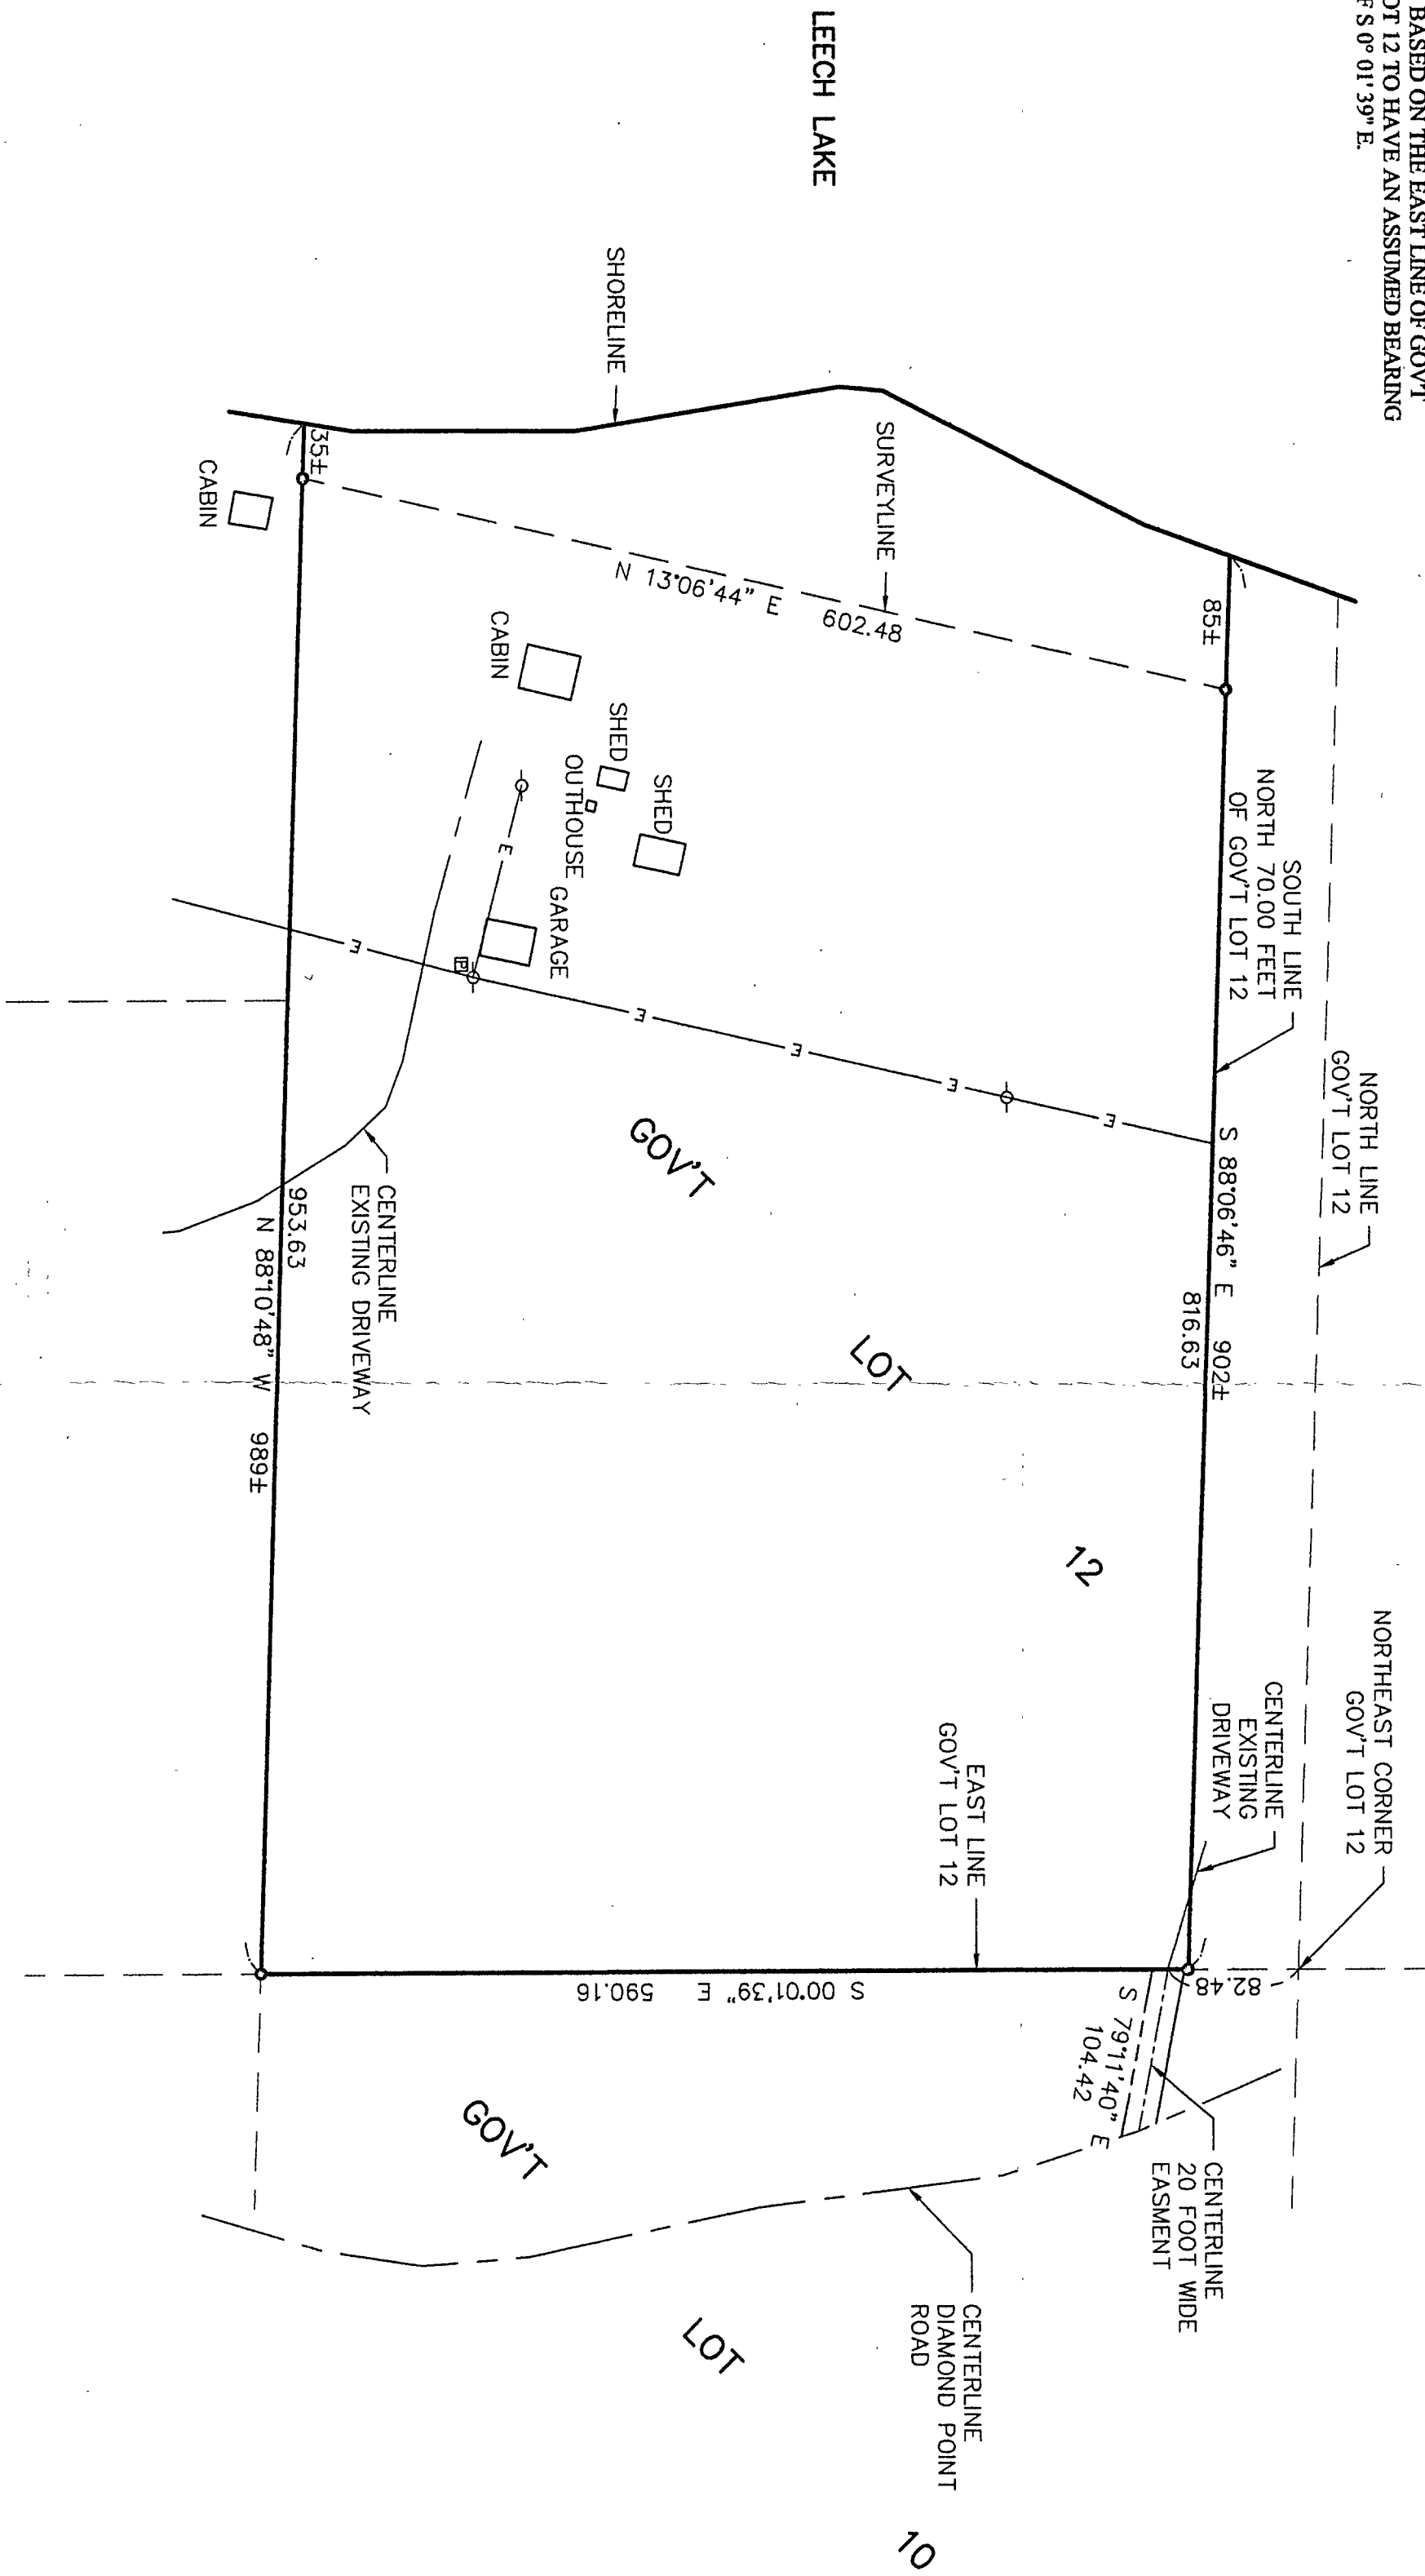 BASED ON THE EAST LINE OF GOV'T
OT 12 TO HAVE AN ASSUMED BEARING
F S 0° 01' 39" E.
LEECH LAKE
NORTHEAST CORNER
GOV'T LOT 12
NORTH LINE
GOV'T LOT 12
SOUTH LINE
NORTH 70.00 FEET
OF GOV'T LOT 12
CENTERLINE
EXISTING
DRIVEWAY
85±
S 88°06'46" E 902±
816.63
82.48
SHORELINE
SURVEYLINE
N 13°06'44" E 602.48
EAST LINE
GOV'T LOT 12
S 79°11'40" E
104.42
CENTERLINE
20 FOOT WIDE
EASMENT
12
LOT
GOV'T
SHED
SHED
OUTHOUSE
CABIN
GARAGE
E
E
E
E
E
E
P
S 00°01'39" E 590.16
CENTERLINE
DIAMOND POINT
ROAD
GOV'T
LOT
10
CENTERLINE
EXISTING DRIVEWAY
35±
CABIN
953.63
N 88°10'48" W 989±